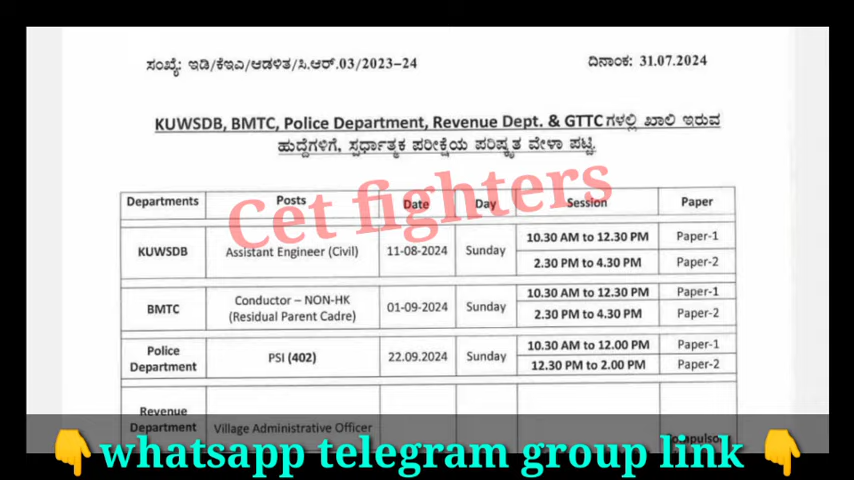 ಸಂಖ್ಯೆ: ಇಡಿ/ಕೆಇಎ/ಆಡಳಿತ/ಸಿ.ಆರ್.03/2023-24
ದಿನಾಂಕ: 31.07.2024
KUWSDB, BMTC, Police Department, Revenue Dept. & GTTC ಗಳಲ್ಲಿ ಖಾಲಿ ಇರುವ
ಹುದ್ದೆಗಳಿಗೆ, ಸ್ಪರ್ಧಾತ್ಮಕ ಪರೀಕ್ಷೆಯ ಪರಿಷ್ಕೃತ ವೇಳಾ ಪಟ್ಟಿ.
Cet fighters
Departments Posts Date Day Session Paper
KUWSDB Assistant Engineer (Civil) 11-08-2024 Sunday 10.30 AM to 12.30 PM Paper-1
2.30 PM to 4.30 PM Paper-2
BMTC Conductor – NON-HK (Residual Parent Cadre) 01-09-2024 Sunday 10.30 AM to 12.30 PM Paper-1
2.30 PM to 4.30 PM Paper-2
Police Department PSI (402) 22.09.2024 Sunday 10.30 AM to 12.00 PM Paper-1
12.30 PM to 2.00 PM Paper-2
Revenue Department Village Administrative Officer
👇whatsapp telegram group link 👇